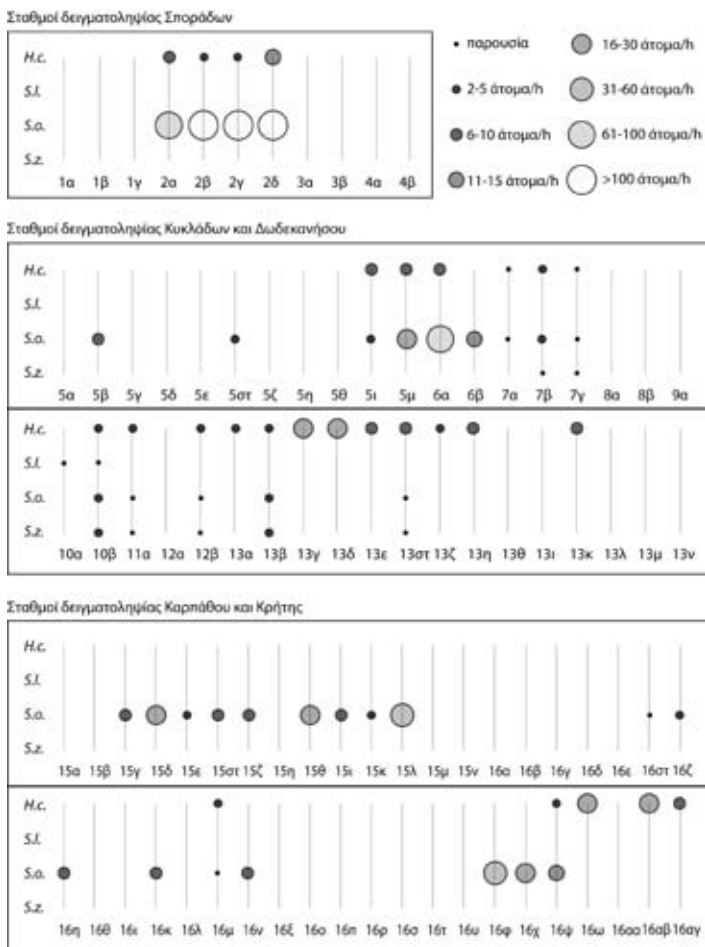 Σταθμοί δειγματοληψίας Σποράδων
H.c.
S.l.
S.a.
S.z.
1α 1β 1γ 2α 2β 2γ 2δ 3α 3β 4α 4β
παρουσία
2-5 άτομα/h
6-10 άτομα/h
11-15 άτομα/h
16-30 άτομα/h
31-60 άτομα/h
61-100 άτομα/h
>100 άτομα/h
Σταθμοί δειγματοληψίας Κυκλάδων και Δωδεκανήσου
H.c.
S.l.
S.a.
S.z.
5α 5β 5γ 5δ 5ε 5στ 5ζ 5η 5θ 5ι 5μ 6α 6β 7α 7β 7γ 8α 8β 9α
H.c.
S.l.
S.a.
S.z.
10α 10β 11α 12α 12β 13α 13β 13γ 13δ 13ε 13στ 13ζ 13η 13θ 13ι 13κ 13λ 13μ 13ν
Σταθμοί δειγματοληψίας Καρπάθου και Κρήτης
H.c.
S.l.
S.a.
S.z.
15α 15β 15γ 15δ 15ε 15στ 15ζ 15η 15θ 15ι 15κ 15λ 15μ 15ν 16α 16β 16γ 16δ 16ε 16στ 16ζ
H.c.
S.l.
S.a.
S.z.
16η 16θ 16ι 16κ 16λ 16μ 16ν 16ξ 16ο 16π 16ρ 16σ 16τ 16υ 16φ 16χ 16ψ 16ω 16αα 16αβ 16αγ